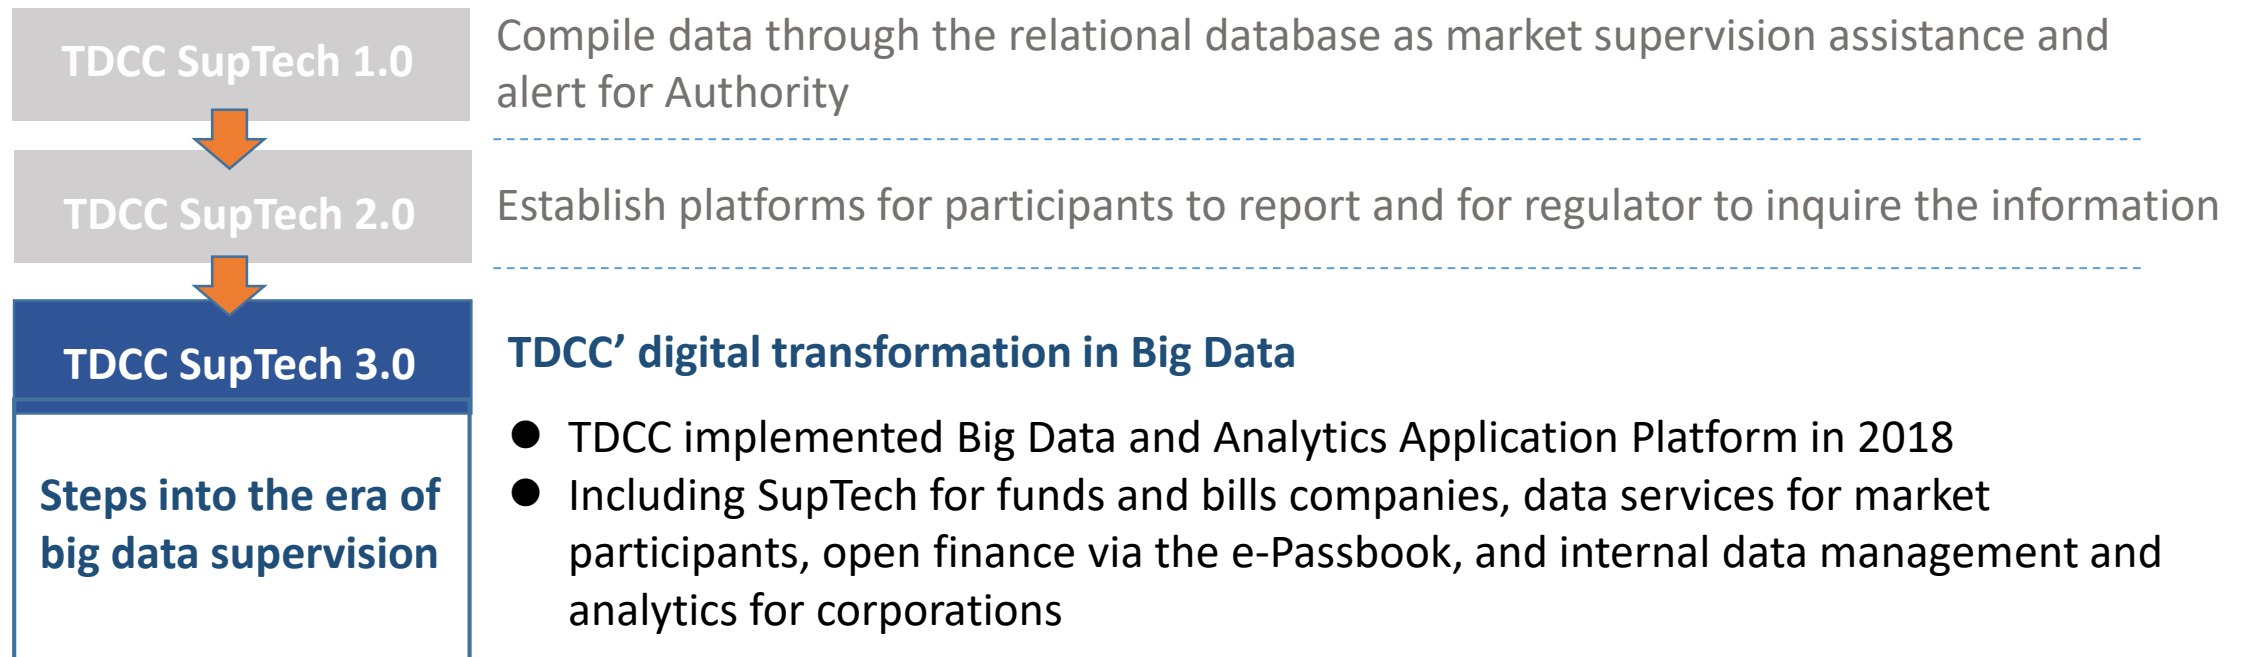 TDCC SupTech 1.0
Compile data through the relational database as market supervision assistance and
alert for Authority
TDCC SupTech 2.0
Establish platforms for participants to report and for regulator to inquire the information
TDCC SupTech 3.0
Steps into the era of
big data supervision
TDCC’ digital transformation in Big Data
● TDCC implemented Big Data and Analytics Application Platform in 2018
● Including SupTech for funds and bills companies, data services for market
participants, open finance via the e-Passbook, and internal data management and
analytics for corporations